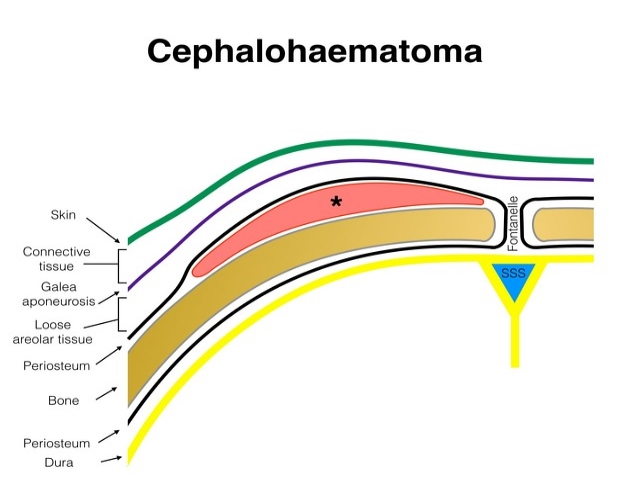 Cephalohaematoma
*
Skin
Fontanelle
Connective
tissue
SSS
Galea
aponeurosis
Loose
areolar tissue
Periosteum
Bone
Periosteum
Dura